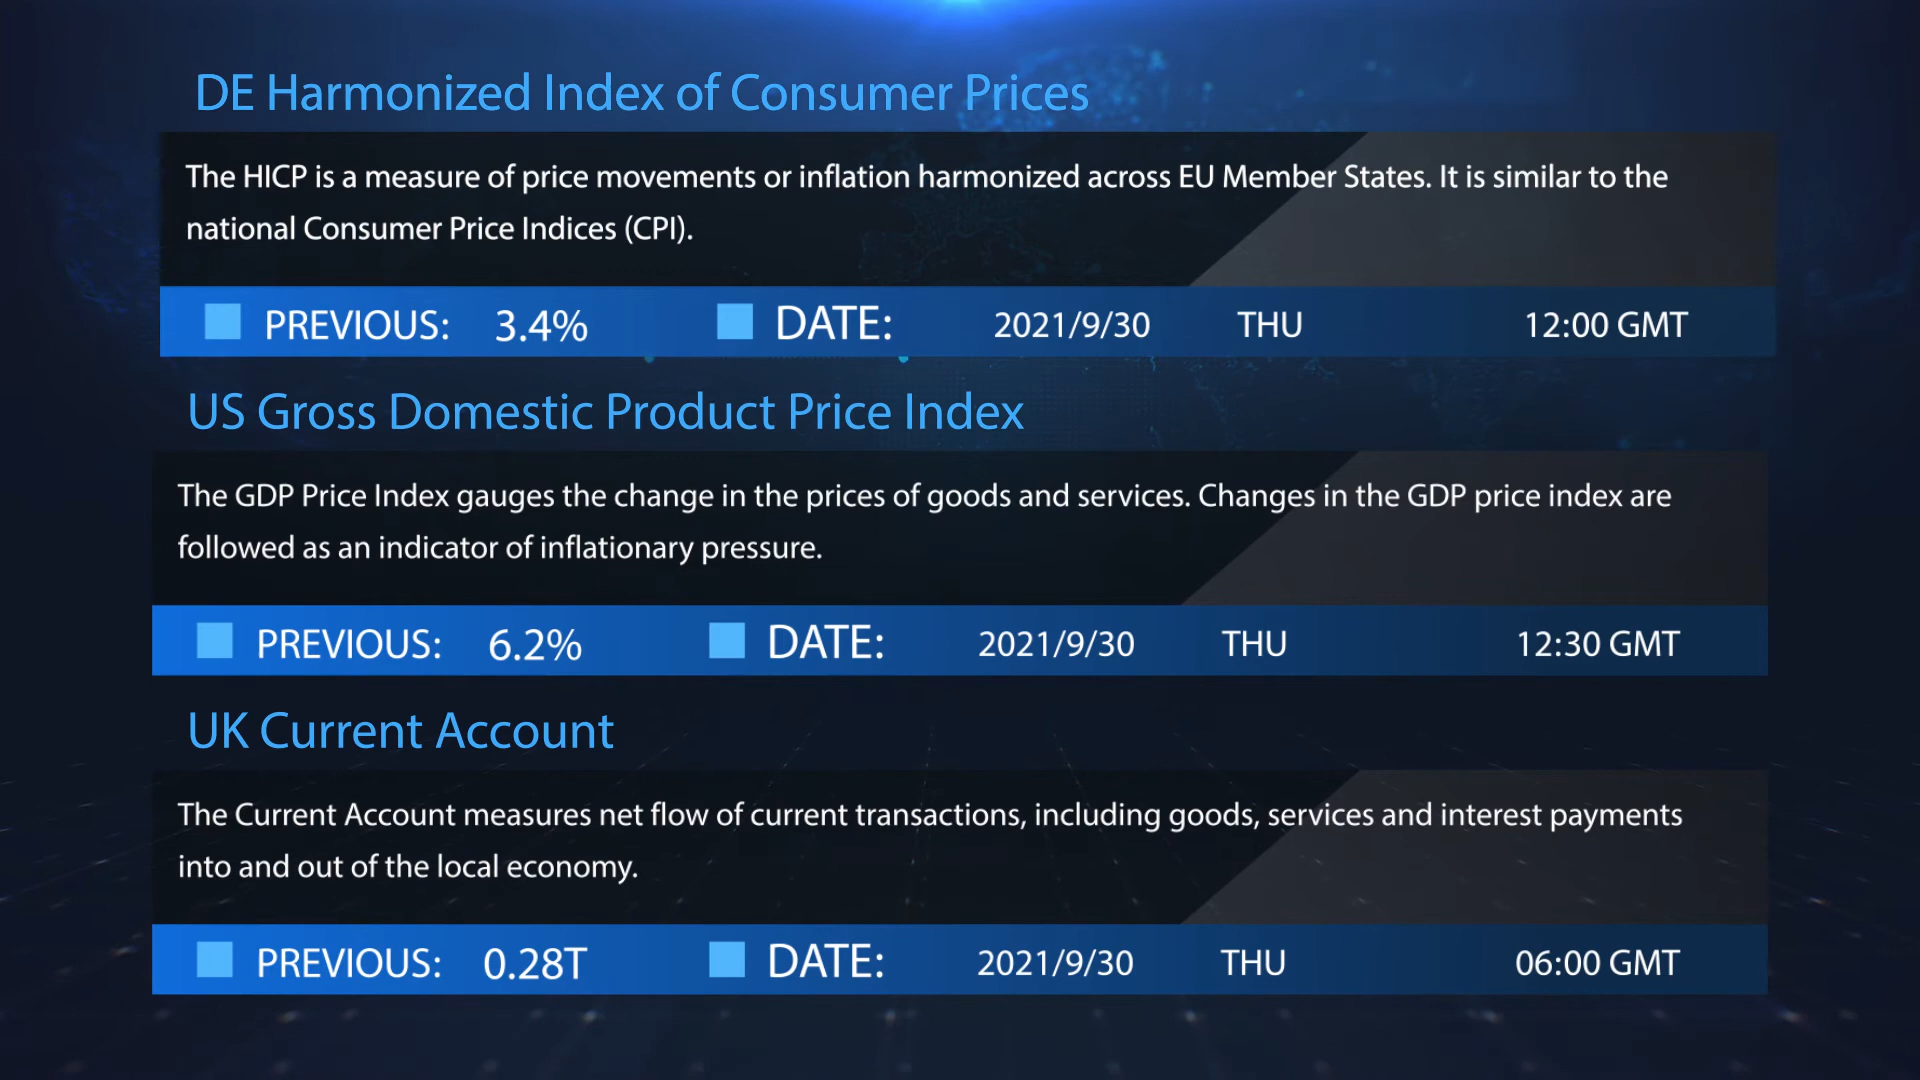 DE Harmonized Index of Consumer Prices
The HICP is a measure of price movements or inflation harmonized across EU Member States. It is similar to the
national Consumer Price Indices (CPI).
PREVIOUS: 3.4% DATE: 2021/9/30 THU 12:00 GMT
US Gross Domestic Product Price Index
The GDP Price Index gauges the change in the prices of goods and services. Changes in the GDP price index are
followed as an indicator of inflationary pressure.
PREVIOUS: 6.2% DATE: 2021/9/30 THU 12:30 GMT
UK Current Account
The Current Account measures net flow of current transactions, including goods, services and interest payments
into and out of the local economy.
PREVIOUS: 0.28T DATE: 2021/9/30 THU 06:00 GMT